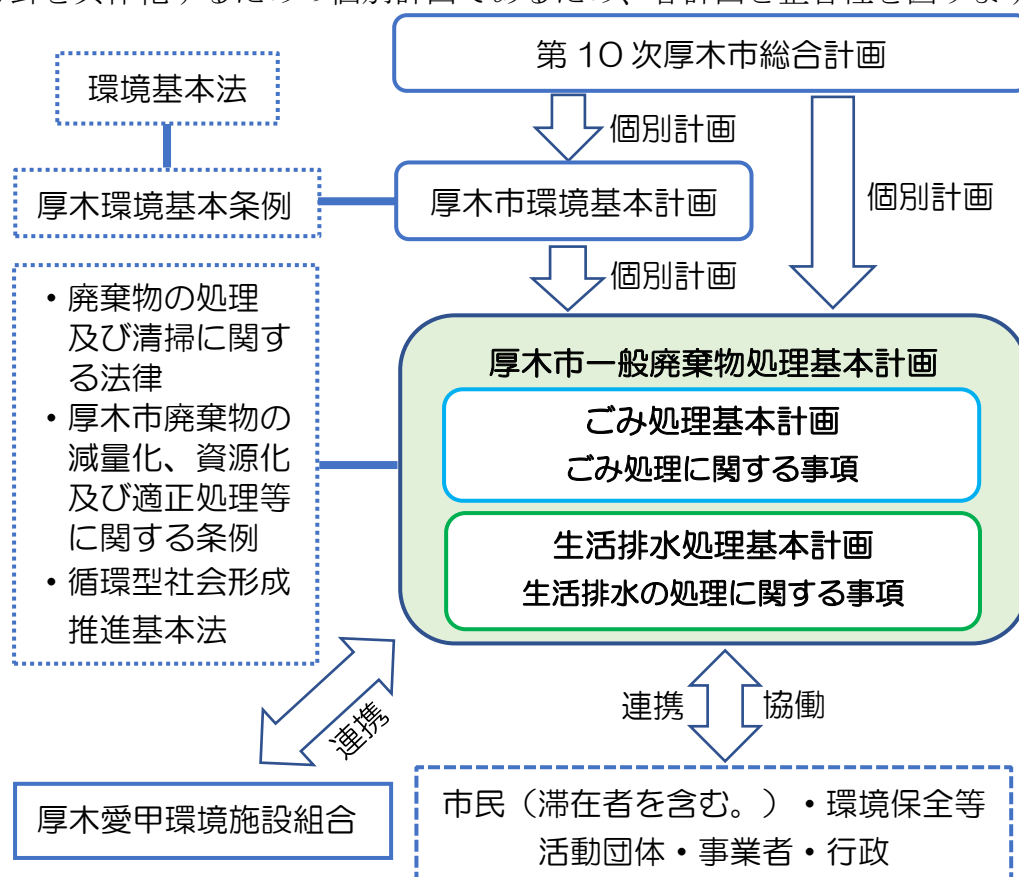 第 10 次厚木市総合計画
環境基本法
個別計画
厚木環境基本条例
厚木市環境基本計画
個別計画
個別計画
・廃棄物の処理
及び清掃に関す
る法律
・厚木市廃棄物の
減量化、資源化
及び適正処理等
に関する条例
・循環型社会形成
推進基本法
厚木市一般廃棄物処理基本計画
ごみ処理基本計画
ごみ処理に関する事項
生活排水処理基本計画
生活排水の処理に関する事項
連携
連携
協働
厚木愛甲環境施設組合
市民（滞在者を含む。）・環境保全等
活動団体・事業者・行政